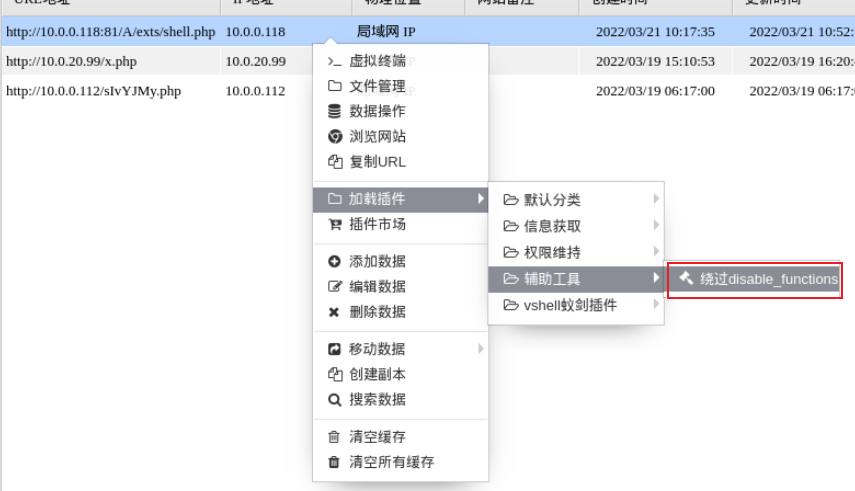 URL地址 IP地址 物理位置 网站备注 创建时间 更新时间
http://10.0.0.118:81/A/exts/shell.php 10.0.0.118 局域网 IP 2022/03/21 10:17:35 2022/03/21 10:52:
http://10.0.20.99/x.php 10.0.20.99 2022/03/19 15:10:53 2022/03/19 16:20:
http://10.0.0.112/sIvYJMy.php 10.0.0.112 2022/03/19 06:17:00 2022/03/19 06:17:
虚拟终端
文件管理
数据操作
浏览网站
复制URL
加载插件
插件市场
添加数据
编辑数据
删除数据
移动数据
创建副本
搜索数据
清空缓存
清空所有缓存
默认分类
信息获取
权限维持
辅助工具
vshell蚁剑插件
绕过disable_functions